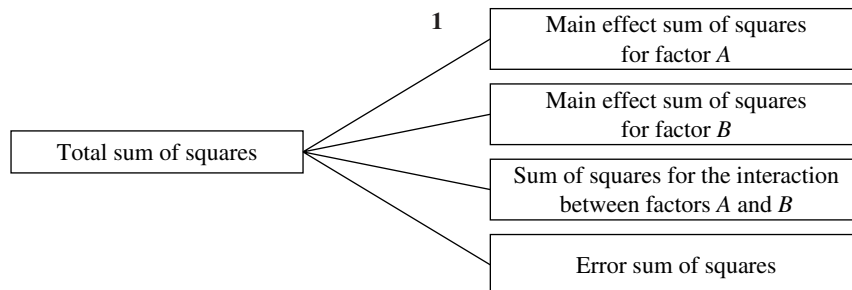 1
Main effect sum of squares
for factor A
Main effect sum of squares
for factor B
Total sum of squares
Sum of squares for the interaction
between factors A and B
Error sum of squares